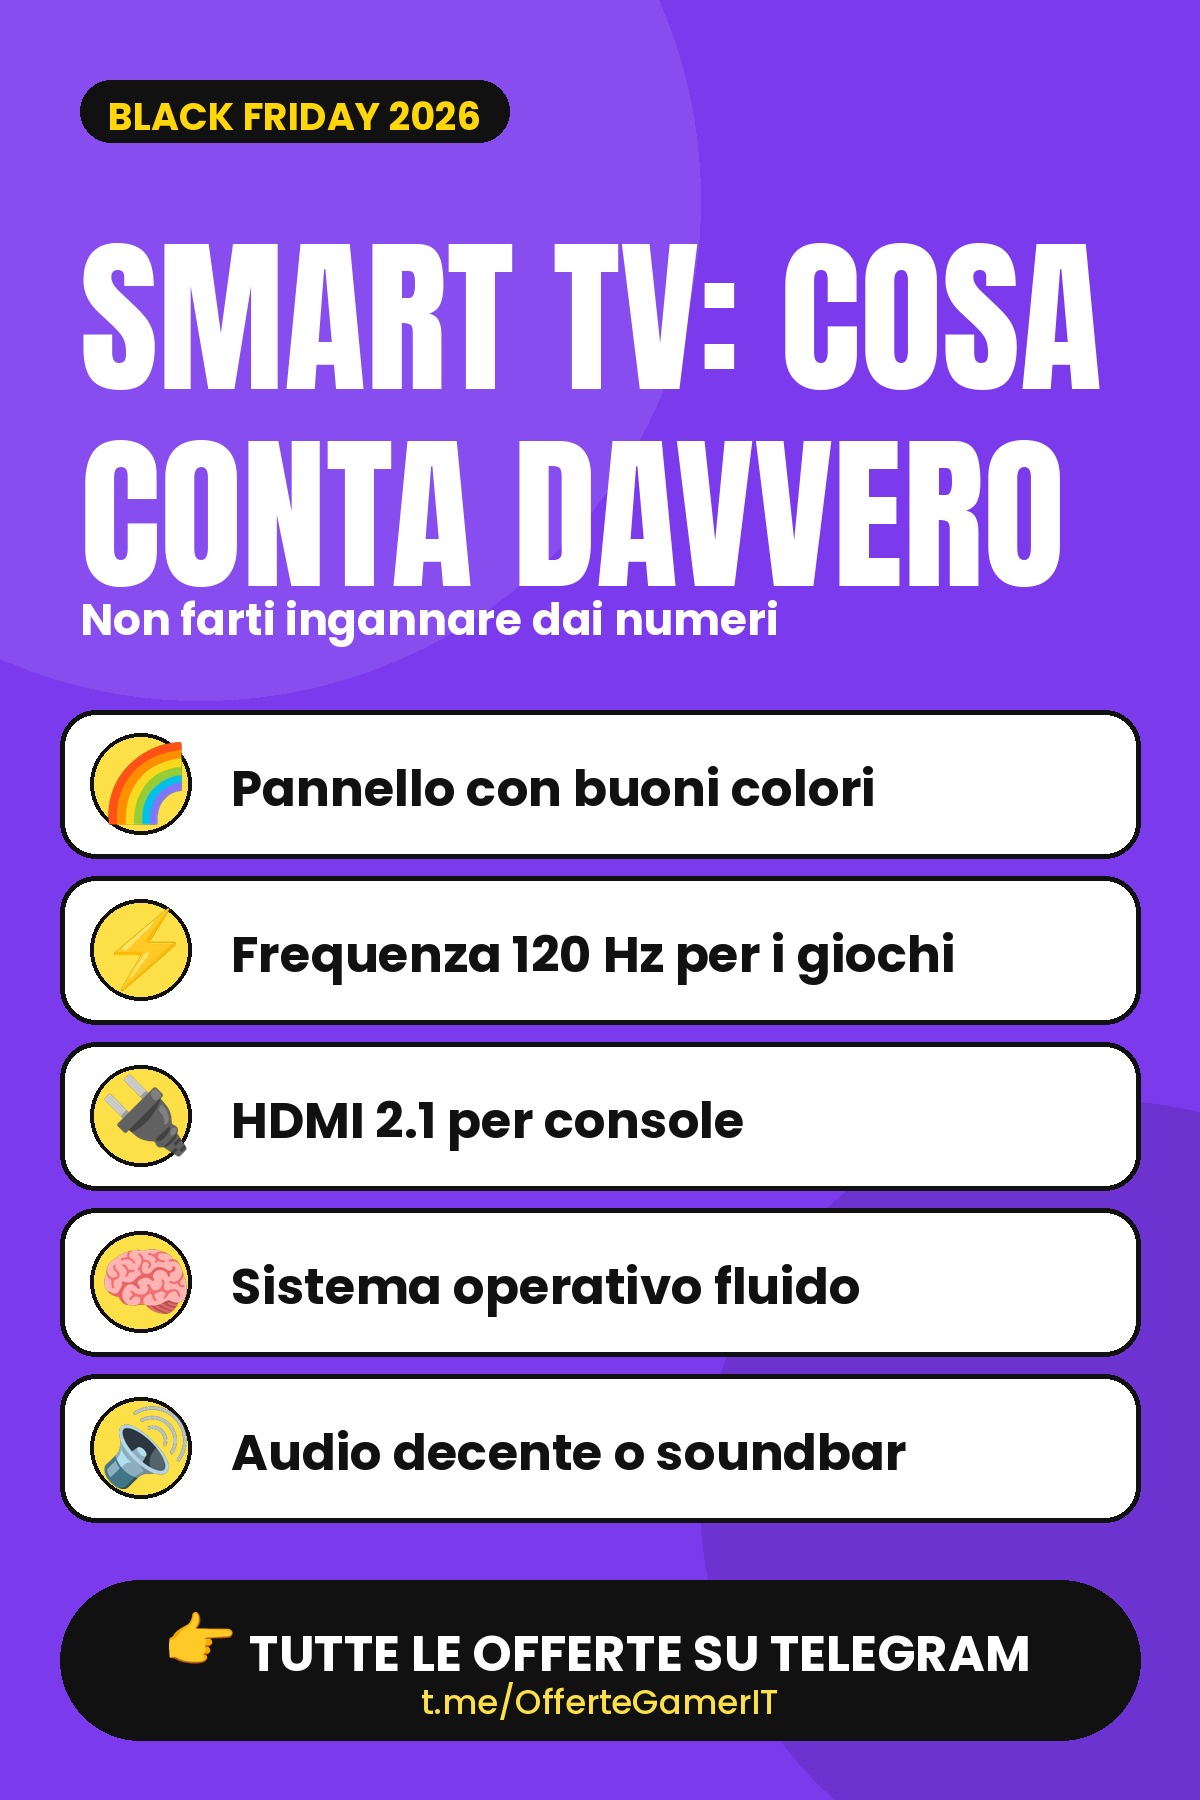 BLACK FRIDAY 2026
SMART TV: COSA
CONTA DAVVERO
Non farti ingannare dai numeri
Pannello con buoni colori
Frequenza 120 Hz per i giochi
HDMI 2.1 per console
Sistema operativo fluido
Audio decente o soundbar
👉 TUTTE LE OFFERTE SU TELEGRAM
t.me/OfferteGamerIT